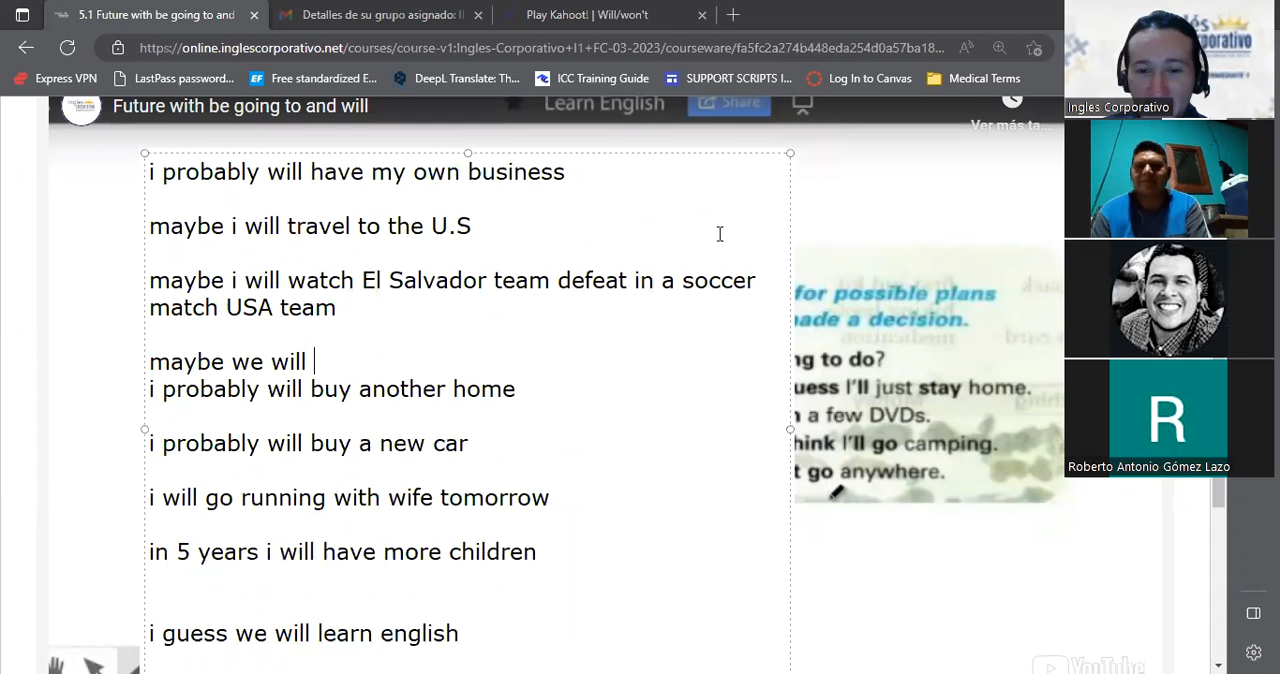 5.1 Future with be going to and
Detalles de su grupo asignado: I
Play Kahoot! | Will/won't
https://online.inglescorporativo.net/courses/course-v1:Ingles-Corporativo+I1+FC-03-2023/courseware/fa5fc2a274b448eda254d0a57ba18...
Express VPN
LastPass password...
Free standardized E...
DeepL Translate: Th...
ICC Training Guide
SUPPORT SCRIPTS I...
Log In to Canvas
Medical Terms
Future with be going to and will
Learn English
Share
Ver más ta...
i probably will have my own business
maybe i will travel to the U.S
maybe i will watch El Salvador team defeat in a soccer
match USA team
maybe we will
i probably will buy another home
i probably will buy a new car
i will go running with wife tomorrow
in 5 years i will have more children
i guess we will learn english
for possible plans
ade a decision.
ng to do?
uess I'll just stay home.
a few DVDs.
hink I'll go camping.
t go anywhere.
YouTube
Ingles Corporativo
R
Roberto Antonio Gómez Lazo